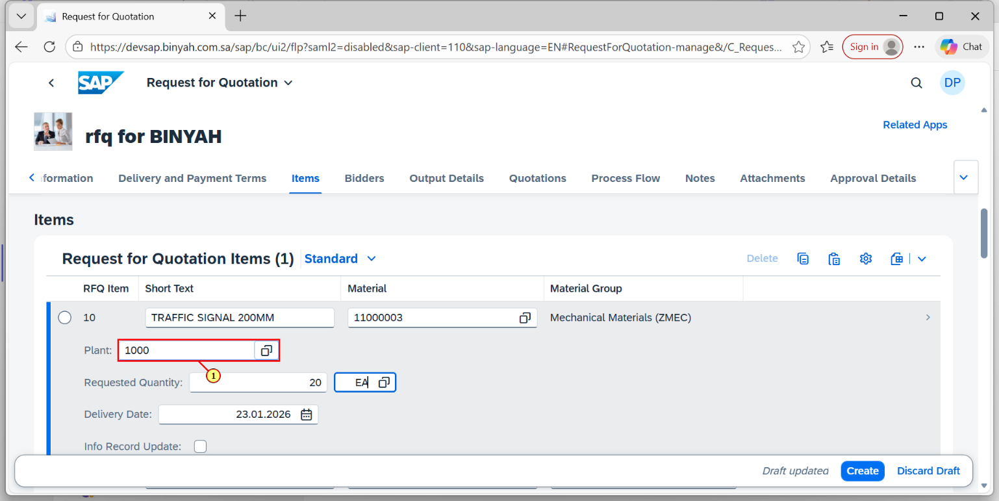 Request for Quotation
https://devsap.binyah.com.sa/sap/bc/ui2/flp?saml2=disabled&sap-client=110&sap-language=EN#RequestForQuotation-manage&/C_Reques...
Sign in
Chat
SAP
Request for Quotation
DP
rfq for BINYAH
Related Apps
formation
Delivery and Payment Terms
Items
Bidders
Output Details
Quotations
Process Flow
Notes
Attachments
Approval Details
Items
Request for Quotation Items (1)
Standard
Delete
RFQ Item
Short Text
Material
Material Group
10
TRAFFIC SIGNAL 200MM
11000003
Mechanical Materials (ZMEC)
Plant:
1000
1
Requested Quantity:
20
EA
Delivery Date:
23.01.2026
Info Record Update:
Draft updated
Create
Discard Draft